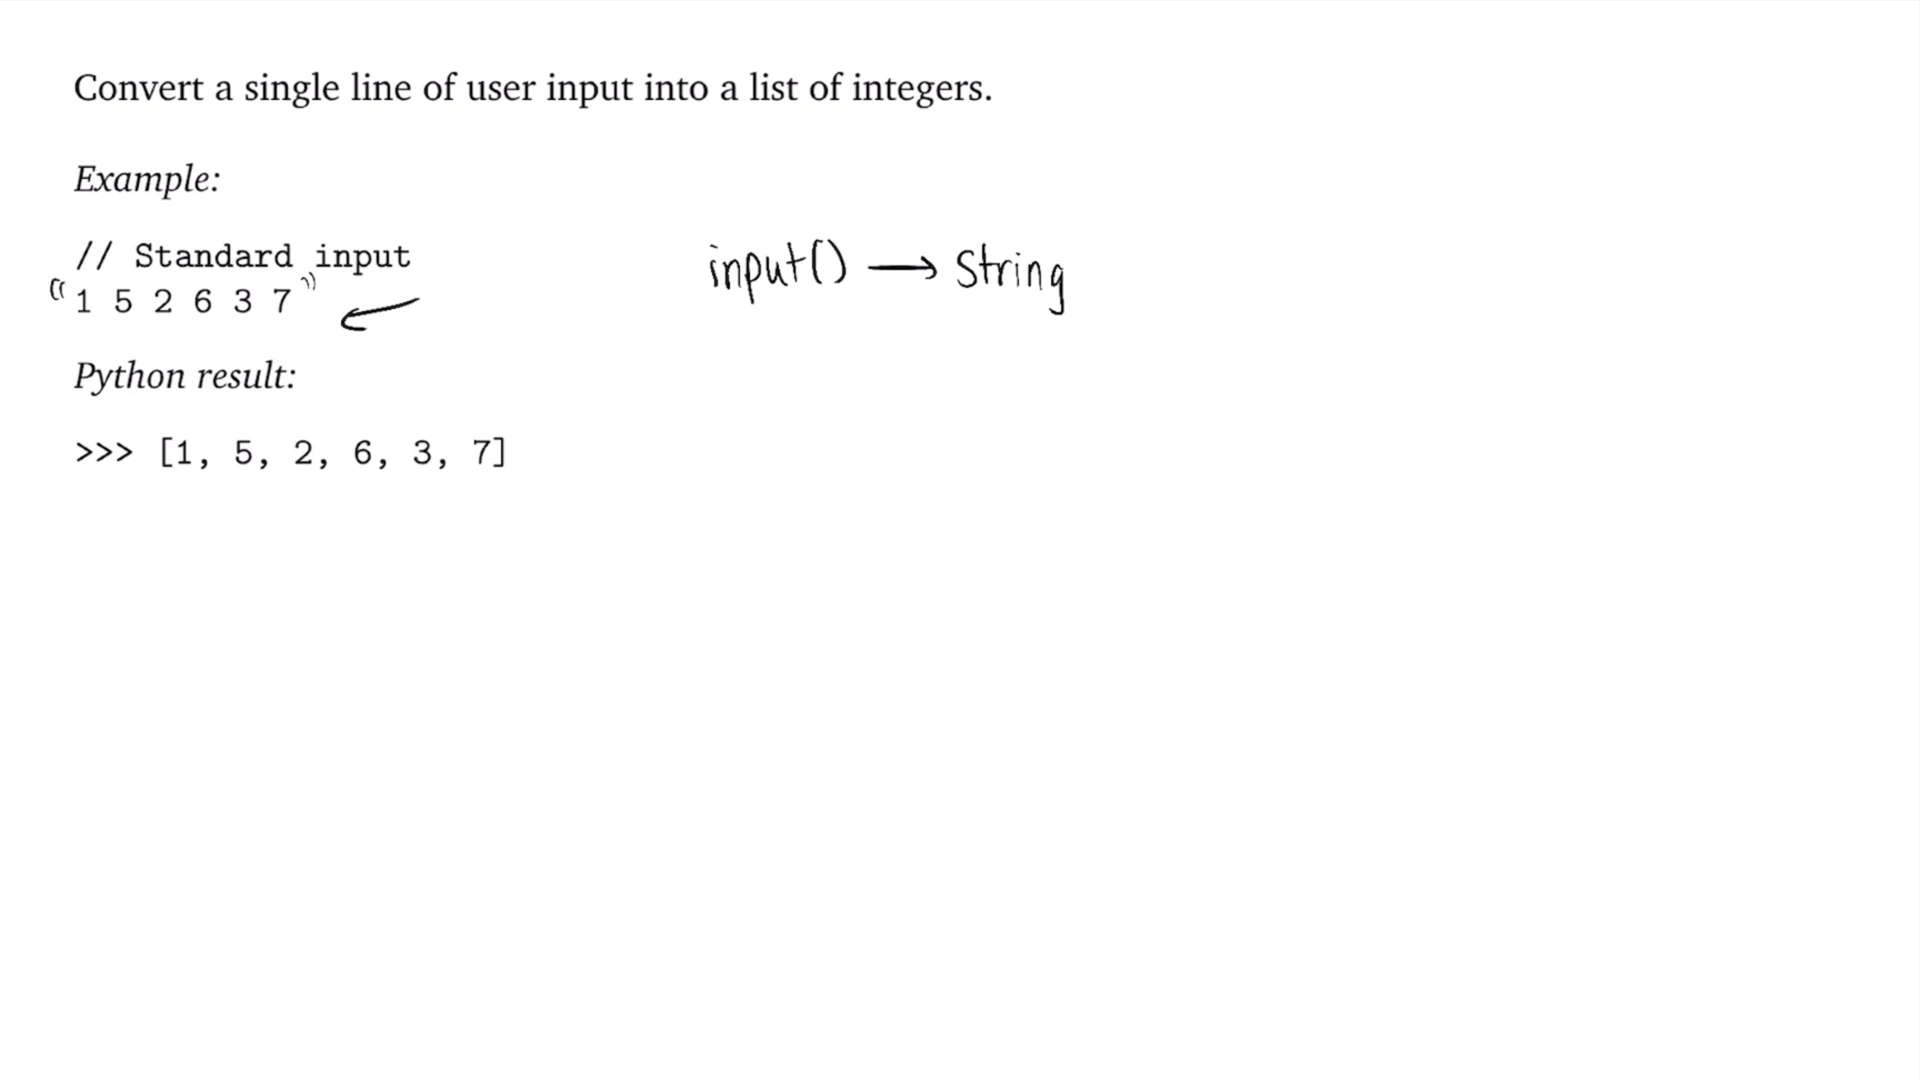 Convert a single line of user input into a list of integers.
Example:
// Standard input
"1 5 2 6 3 7"
input() → String
Python result:
>>> [1, 5, 2, 6, 3, 7]